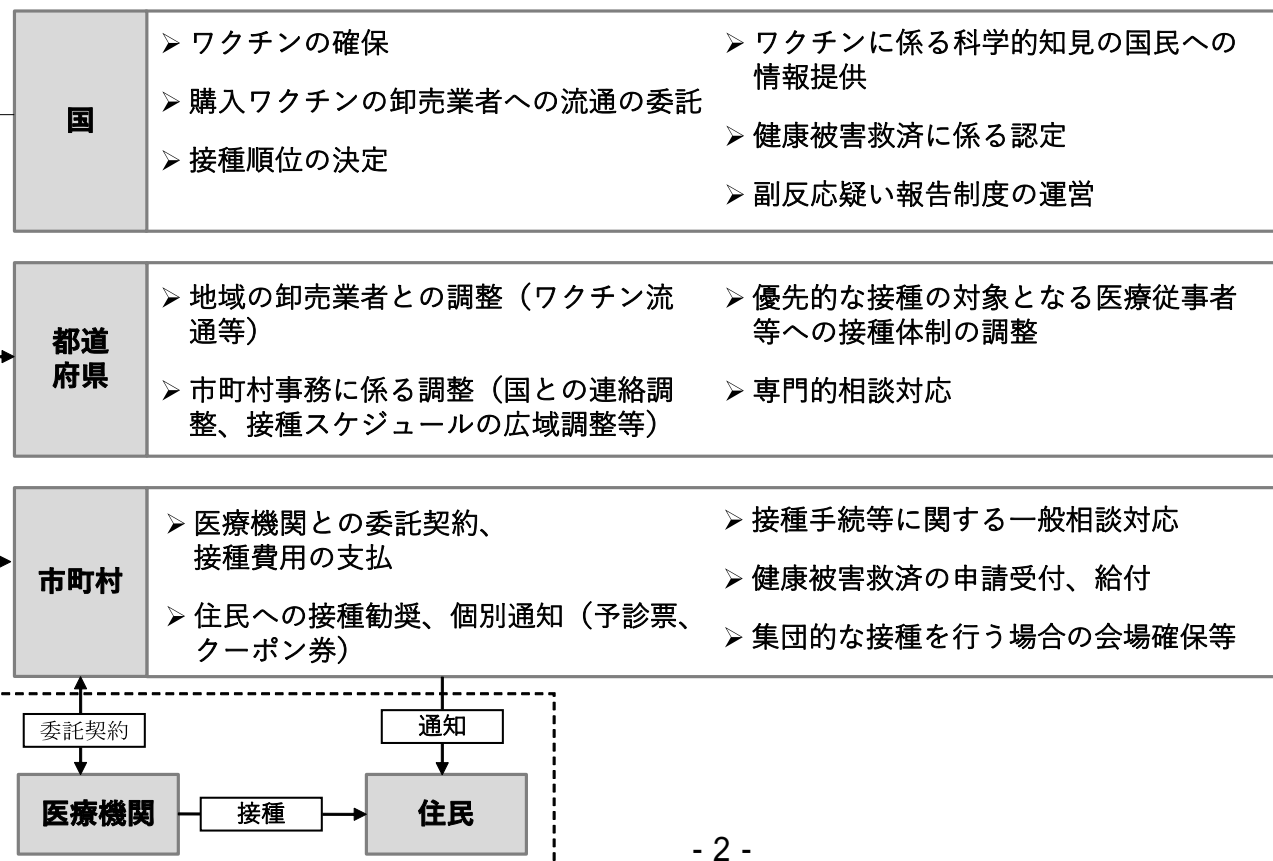 国
➢ ワクチンの確保
➢ 購入ワクチンの卸売業者への流通の委託
➢ 接種順位の決定
➢ ワクチンに係る科学的知見の国民への
情報提供
➢ 健康被害救済に係る認定
➢ 副反応疑い報告制度の運営
都道
府県
➢ 地域の卸売業者との調整（ワクチン流
通等）
➢ 市町村事務に係る調整（国との連絡調
整、接種スケジュールの広域調整等）
➢ 優先的な接種の対象となる医療従事者
等への接種体制の調整
➢ 専門的相談対応
市町村
➢ 医療機関との委託契約、
接種費用の支払
➢ 住民への接種勧奨、個別通知（予診票、
クーポン券）
➢ 接種手続等に関する一般相談対応
➢ 健康被害救済の申請受付、給付
➢ 集団的な接種を行う場合の会場確保等
委託契約
通知
医療機関
接種
住民
- 2 -